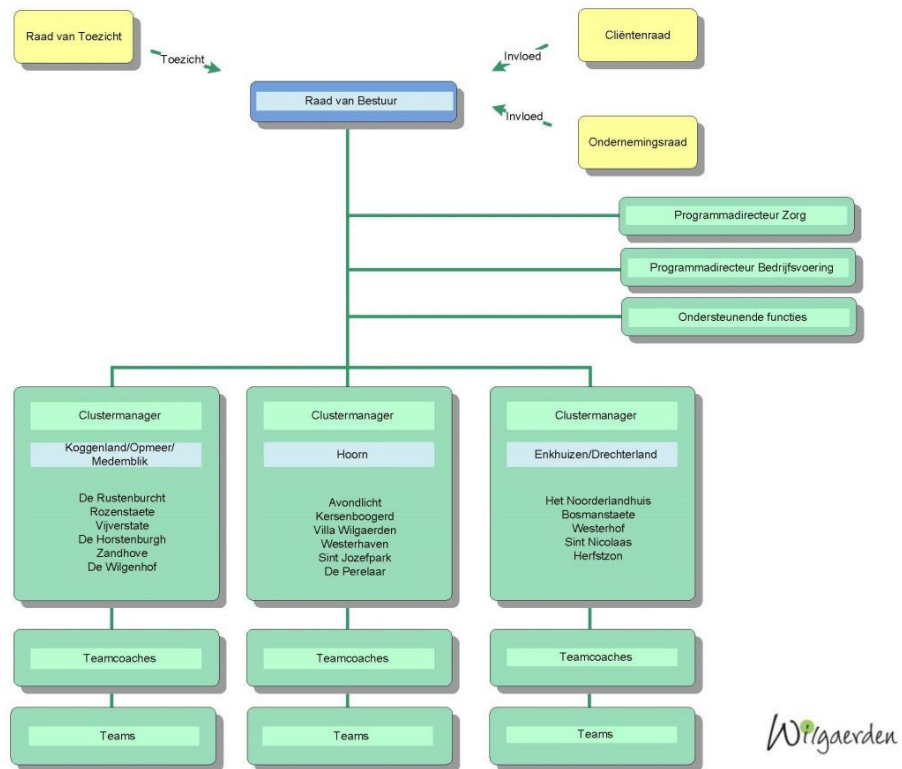 Raad van Toezicht
Cliëntenraad
Toezicht
Invloed
Raad van Bestuur
Invloed
Ondernemingsraad
Programmadirecteur Zorg
Programmadirecteur Bedrijfsvoering
Ondersteunende functies
Clustermanager
Koggenland/Opmeer/
Medemblik
De Rustenburcht
Rozenstaete
Vijverstate
De Horstenburgh
Zandhove
De Wilgenhof
Teamcoaches
Teams
Clustermanager
Hoorn
Avondlicht
Kersenboogerd
Villa Wilgaerden
Westerhaven
Sint Jozefpark
De Perelaar
Teamcoaches
Teams
Clustermanager
Enkhuizen/Drechterland
Het Noorderlandhuis
Bosmanstaete
Westerhof
Sint Nicolaas
Herfstzon
Teamcoaches
Teams
Wilgaerden